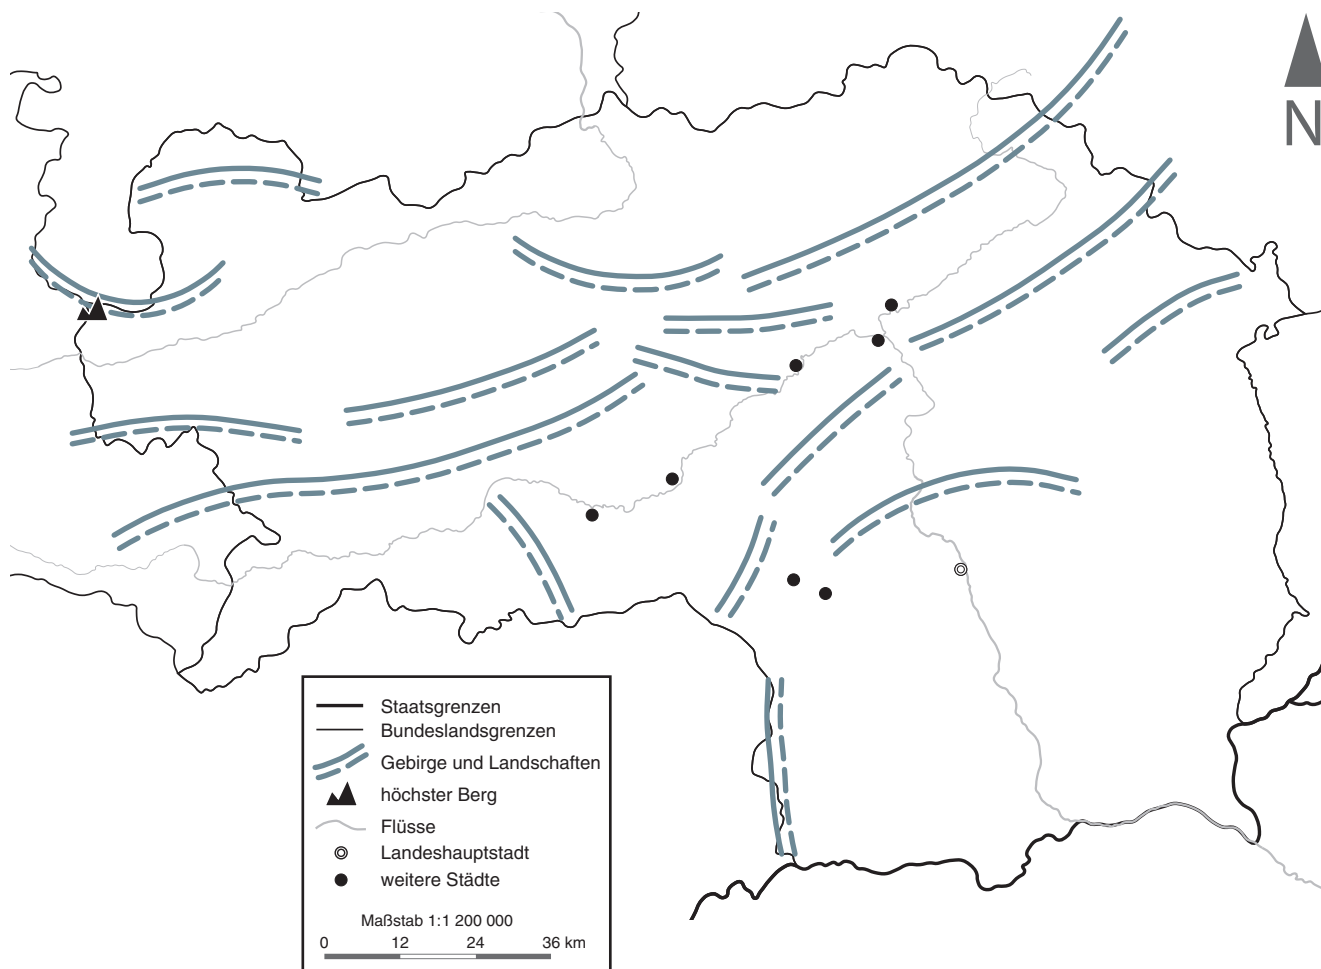 N
Staatsgrenzen
Bundeslandsgrenzen
Gebirge und Landschaften
höchster Berg
Flüsse
Landeshauptstadt
weitere Städte
Maßstab 1:1 200 000
0 12 24 36 km